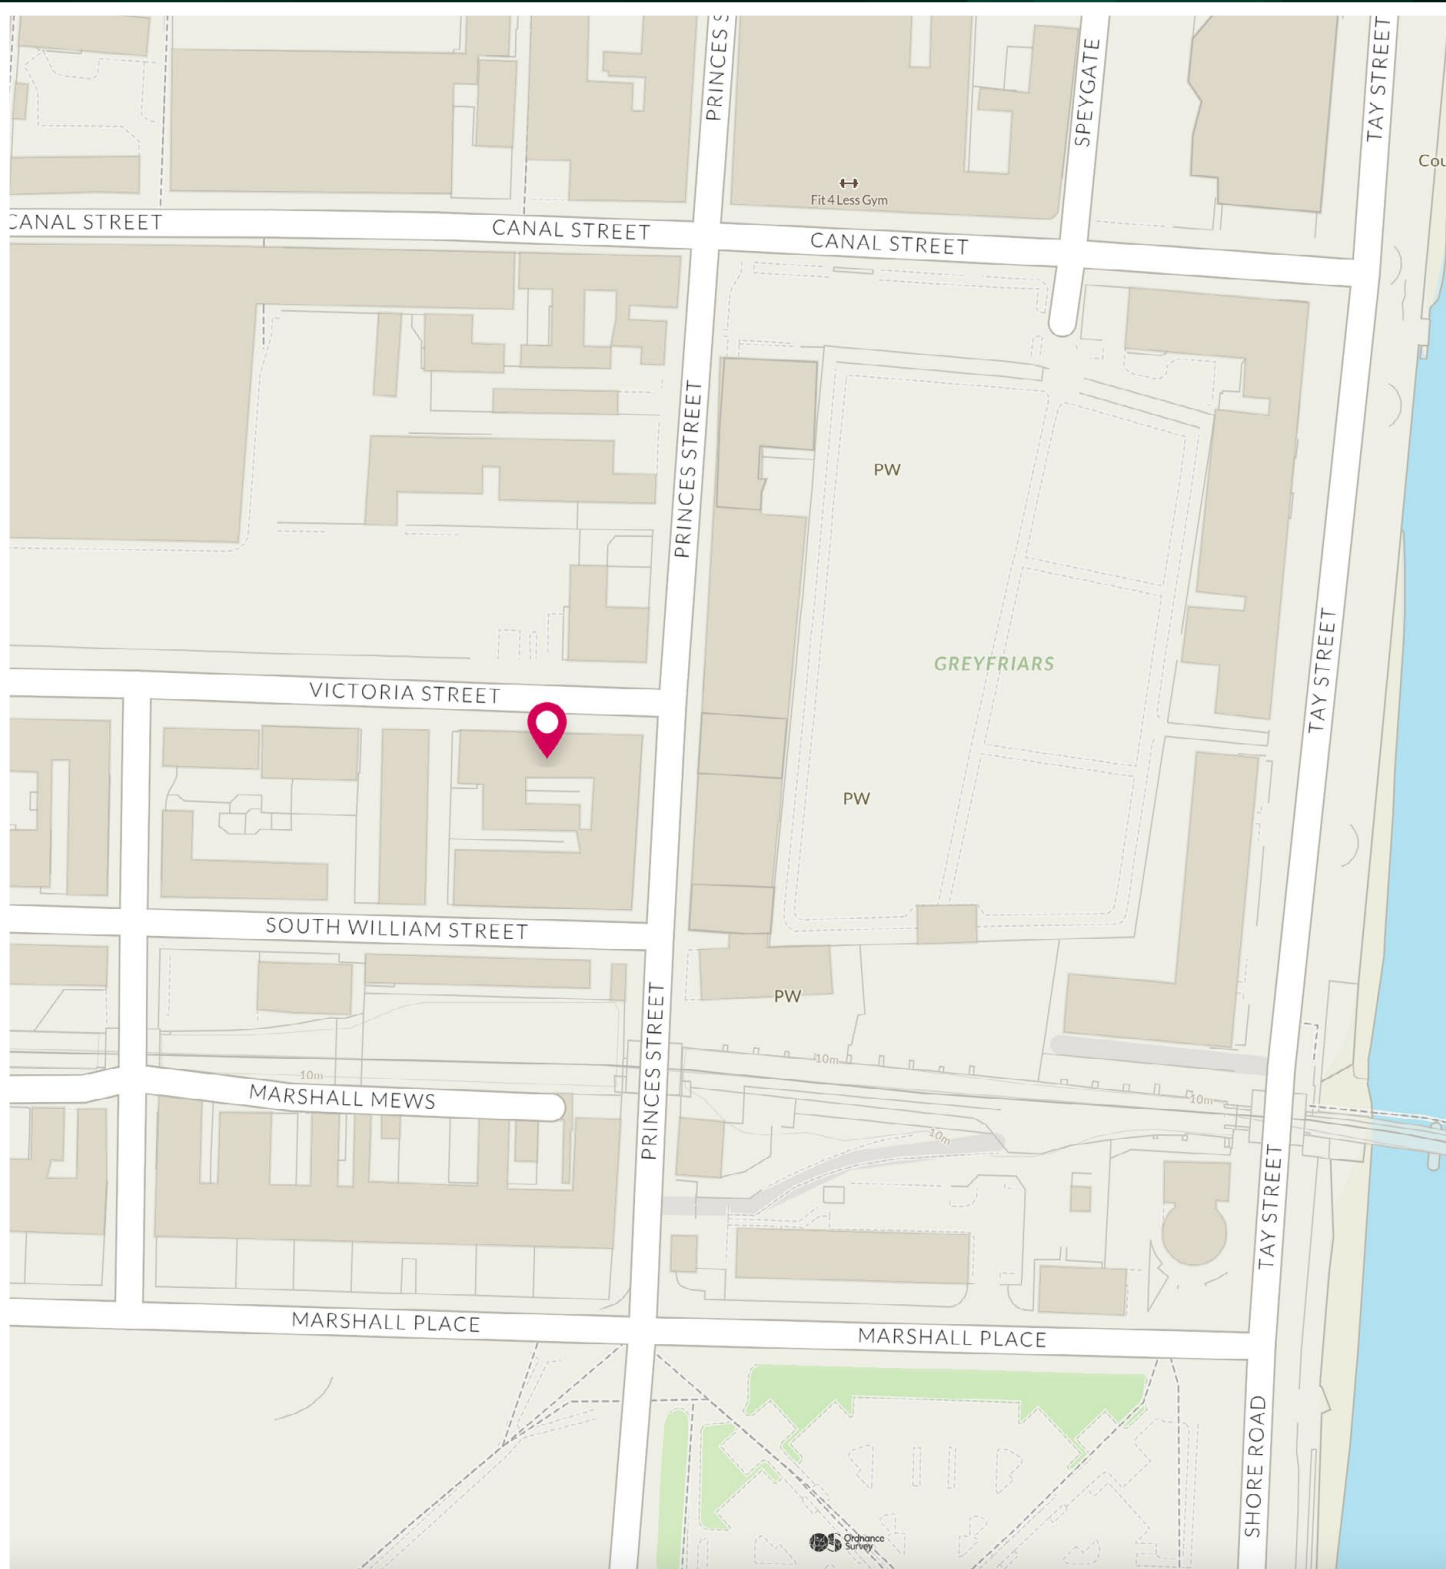 PRINCES S
SPEYGATE
TAY STREET
Cou
Fit 4 Less Gym
CANAL STREET
CANAL STREET
CANAL STREET
PRINCES STREET
PW
GREYFRIARS
TAY STREET
VICTORIA STREET
PW
SOUTH WILLIAM STREET
PW
PRINCES STREET
10m
10m
MARSHALL MEWS
10m
10m
TAY STREET
MARSHALL PLACE
MARSHALL PLACE
SHORE ROAD
OS
Ordnance
Survey